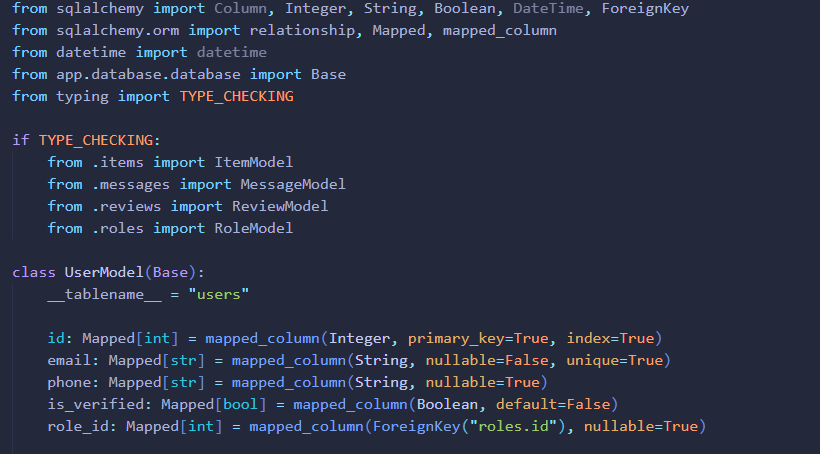 from sqlalchemy import Column, Integer, String, Boolean, DateTime, ForeignKey
from sqlalchemy.orm import relationship, Mapped, mapped_column
from datetime import datetime
from app.database.database import Base
from typing import TYPE_CHECKING

if TYPE_CHECKING:
    from .items import ItemModel
    from .messages import MessageModel
    from .reviews import ReviewModel
    from .roles import RoleModel

class UserModel(Base):
    __tablename__ = "users"

    id: Mapped[int] = mapped_column(Integer, primary_key=True, index=True)
    email: Mapped[str] = mapped_column(String, nullable=False, unique=True)
    phone: Mapped[str] = mapped_column(String, nullable=True)
    is_verified: Mapped[bool] = mapped_column(Boolean, default=False)
    role_id: Mapped[int] = mapped_column(ForeignKey("roles.id"), nullable=True)